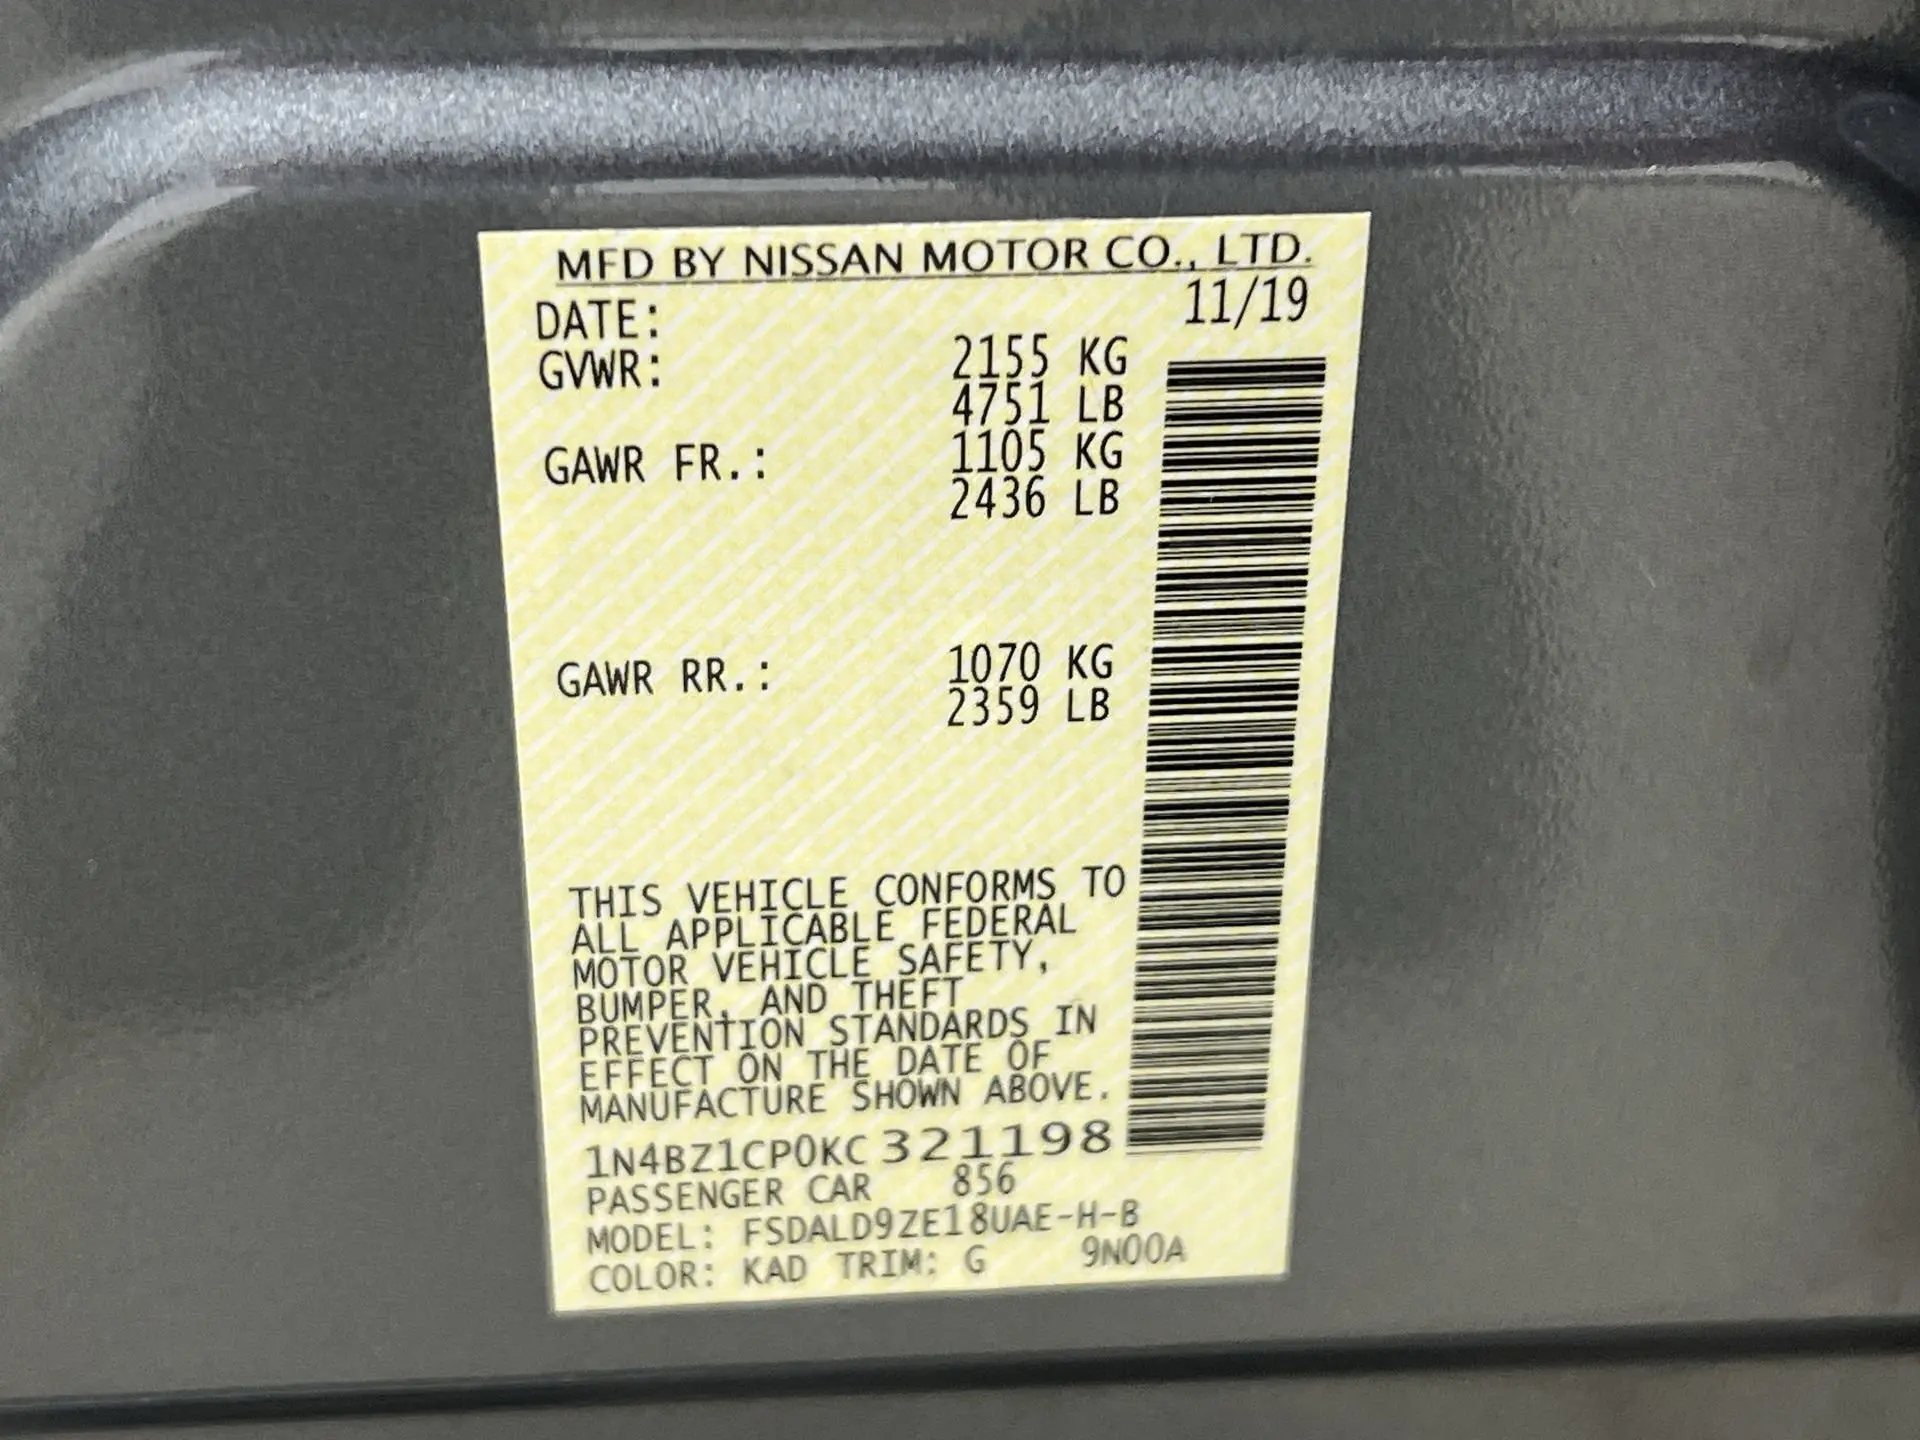 MFD BY NISSAN MOTOR CO., LTD.
DATE: 11/19
GVWR: 2155 KG
4751 LB
GAWR FR.: 1105 KG
2436 LB
GAWR RR.: 1070 KG
2359 LB
THIS VEHICLE CONFORMS TO
ALL APPLICABLE FEDERAL
MOTOR VEHICLE SAFETY,
BUMPER, AND THEFT
PREVENTION STANDARDS IN
EFFECT ON THE DATE OF
MANUFACTURE SHOWN ABOVE.
1N4BZ1CP0KC321198
PASSENGER CAR 856
MODEL: FSDALD9ZE18UAE-H-B
COLOR: KAD TRIM: G 9N00A